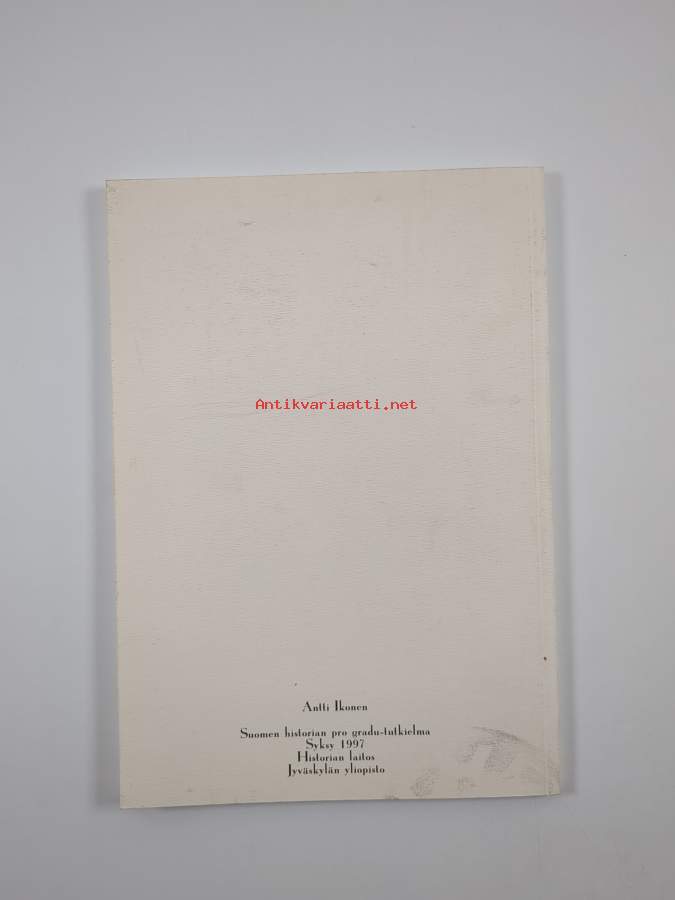 Antikvariaatti.net
Antti Ikonen
Suomen historian pro gradu-tutkielma
Syksy 1997
Historian laitos
Jyväskylän yliopisto